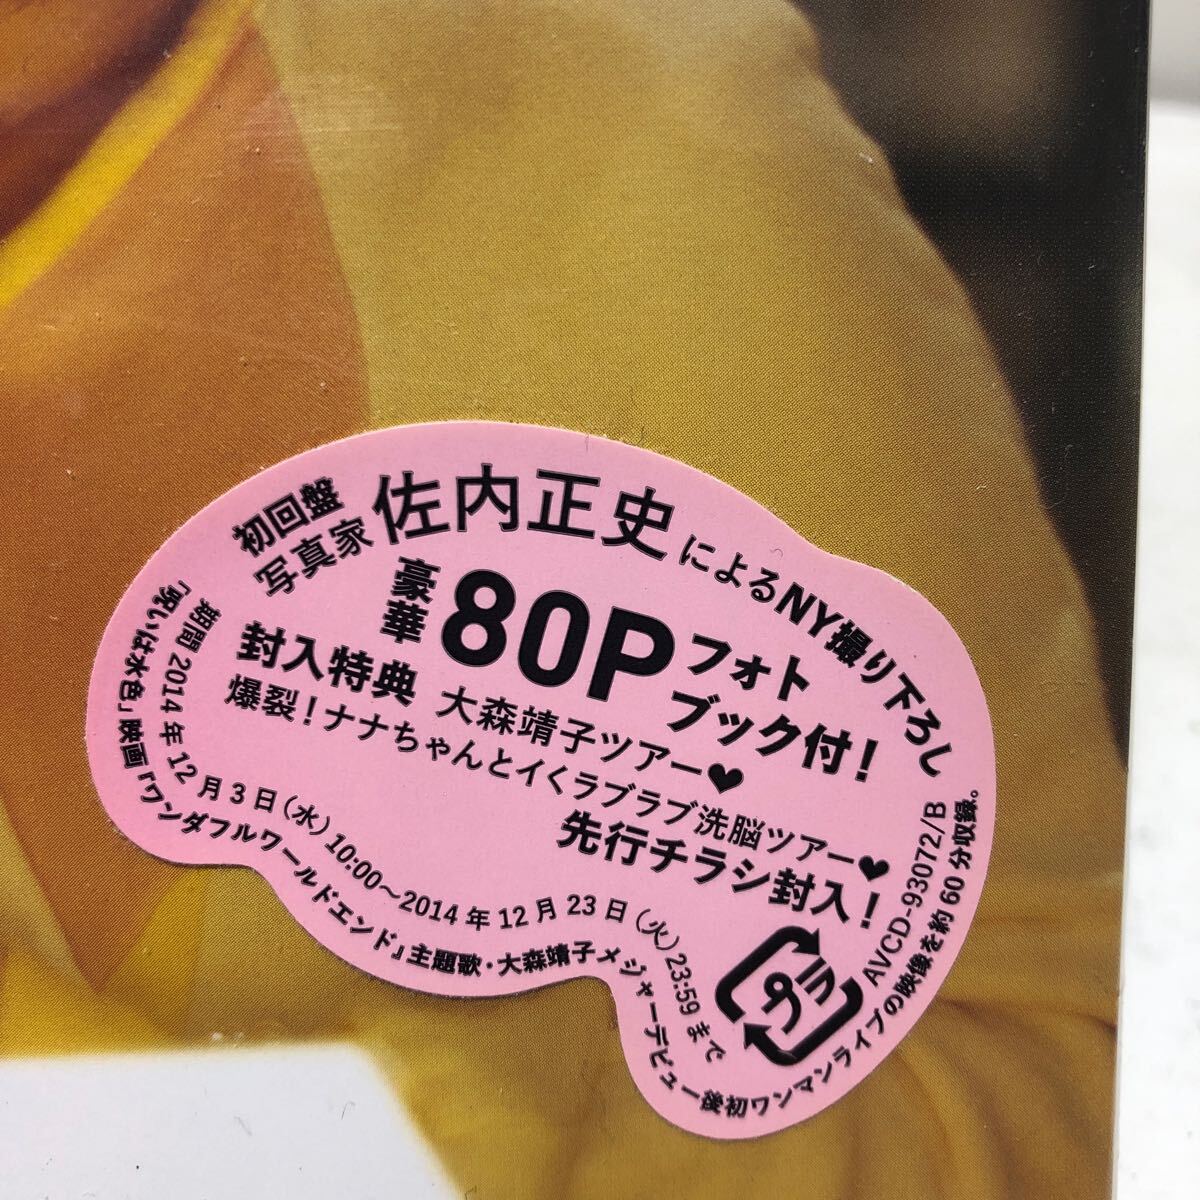 初回盤
写真家 佐内正史によるNY撮り下ろし
豪華 80P フォトブック付!
封入特典 大森靖子ツアー♥
爆裂!ナナちゃんとイくラブラブ洗脳ツアー♥
先行チラシ封入!
期間 2014年12月3日(水)10:00~2014年12月23日(火)23:59まで
「呪いは水色」映画『ワンダフルワールドエンド』主題歌・大森靖子メジャーデビュー後初ワンマンライブの映像を約60分収録。
AVCD-93072/B
プラ